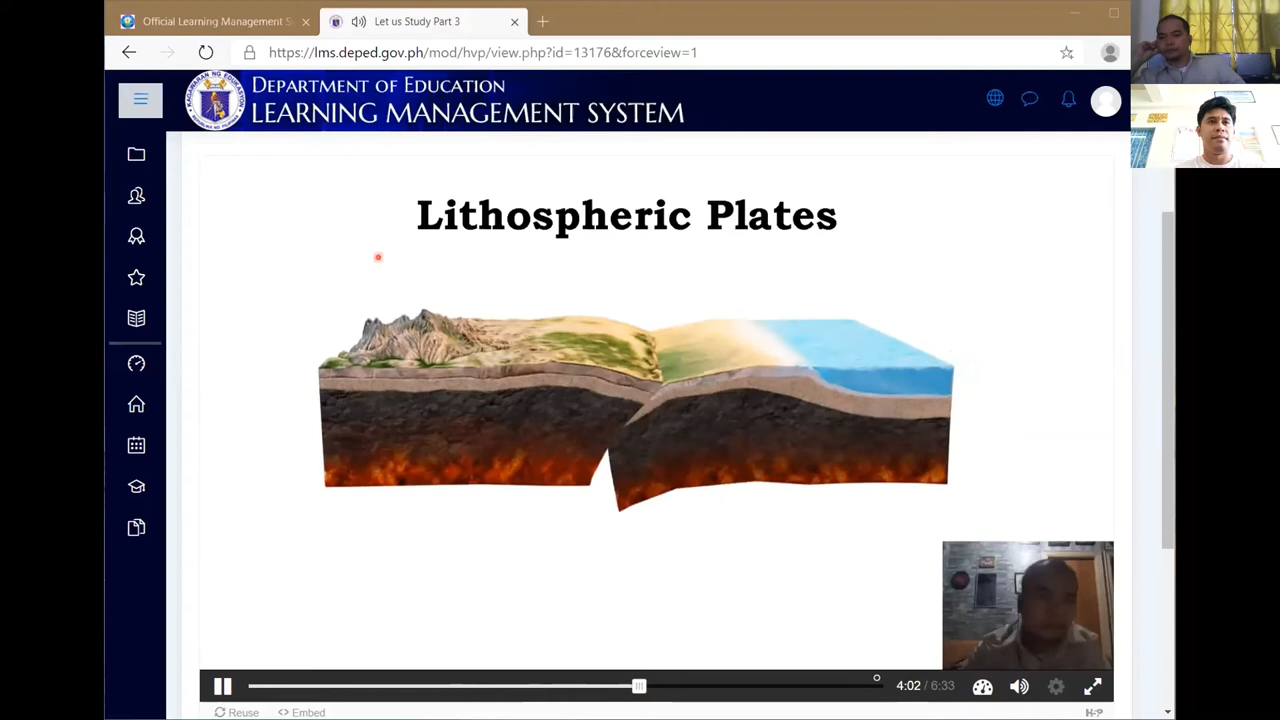 Official Learning Management S
Let us Study Part 3
https://lms.deped.gov.ph/mod/hvp/view.php?id=13176&forceview=1
DEPARTMENT OF EDUCATION
LEARNING MANAGEMENT SYSTEM
Lithospheric Plates
4:02 / 6:33
Reuse
<> Embed
H-P